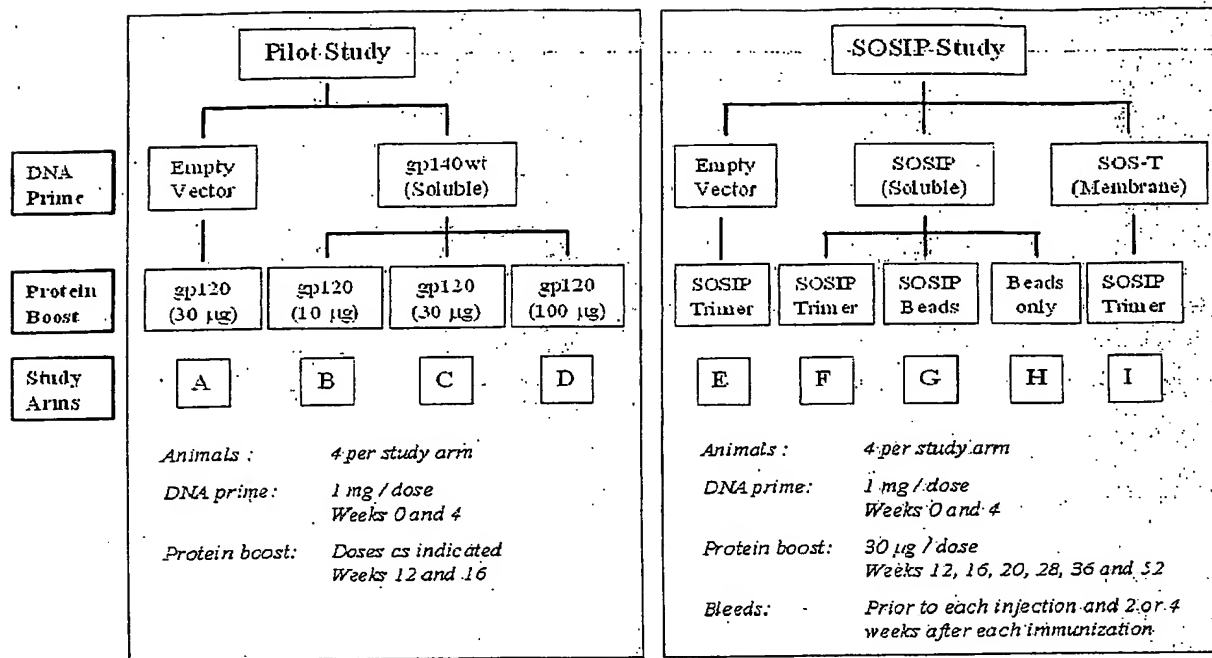 Pilot Study
SOSIP Study
DNA
Prime
Empty
Vector
gp140wt
(Soluble)
Empty
Vector
SOSIP
(Soluble)
SOS-T
(Membrane)
Protein
Boost
gp120
(30 µg)
gp120
(10 µg)
gp120
(30 µg)
gp120
(100 µg)
SOSIP
Trimer
SOSIP
Trimer
SOSIP
Beads
Beads
only
SOSIP
Trimer
Study
Arms
A
B
C
D
E
F
G
H
I
Animals : 4 per study arm
DNA prime: 1 mg / dose
Weeks 0 and 4
Protein boost: Doses cs indicated
Weeks 12 and 16
Animals : 4 per study arm
DNA prime: 1 mg / dose
Weeks 0 and 4
Protein boost: 30 µg / dose
Weeks 12, 16, 20, 28, 36 and 52
Bleeds: Prior to each injection and 2 or 4
weeks after each immunization